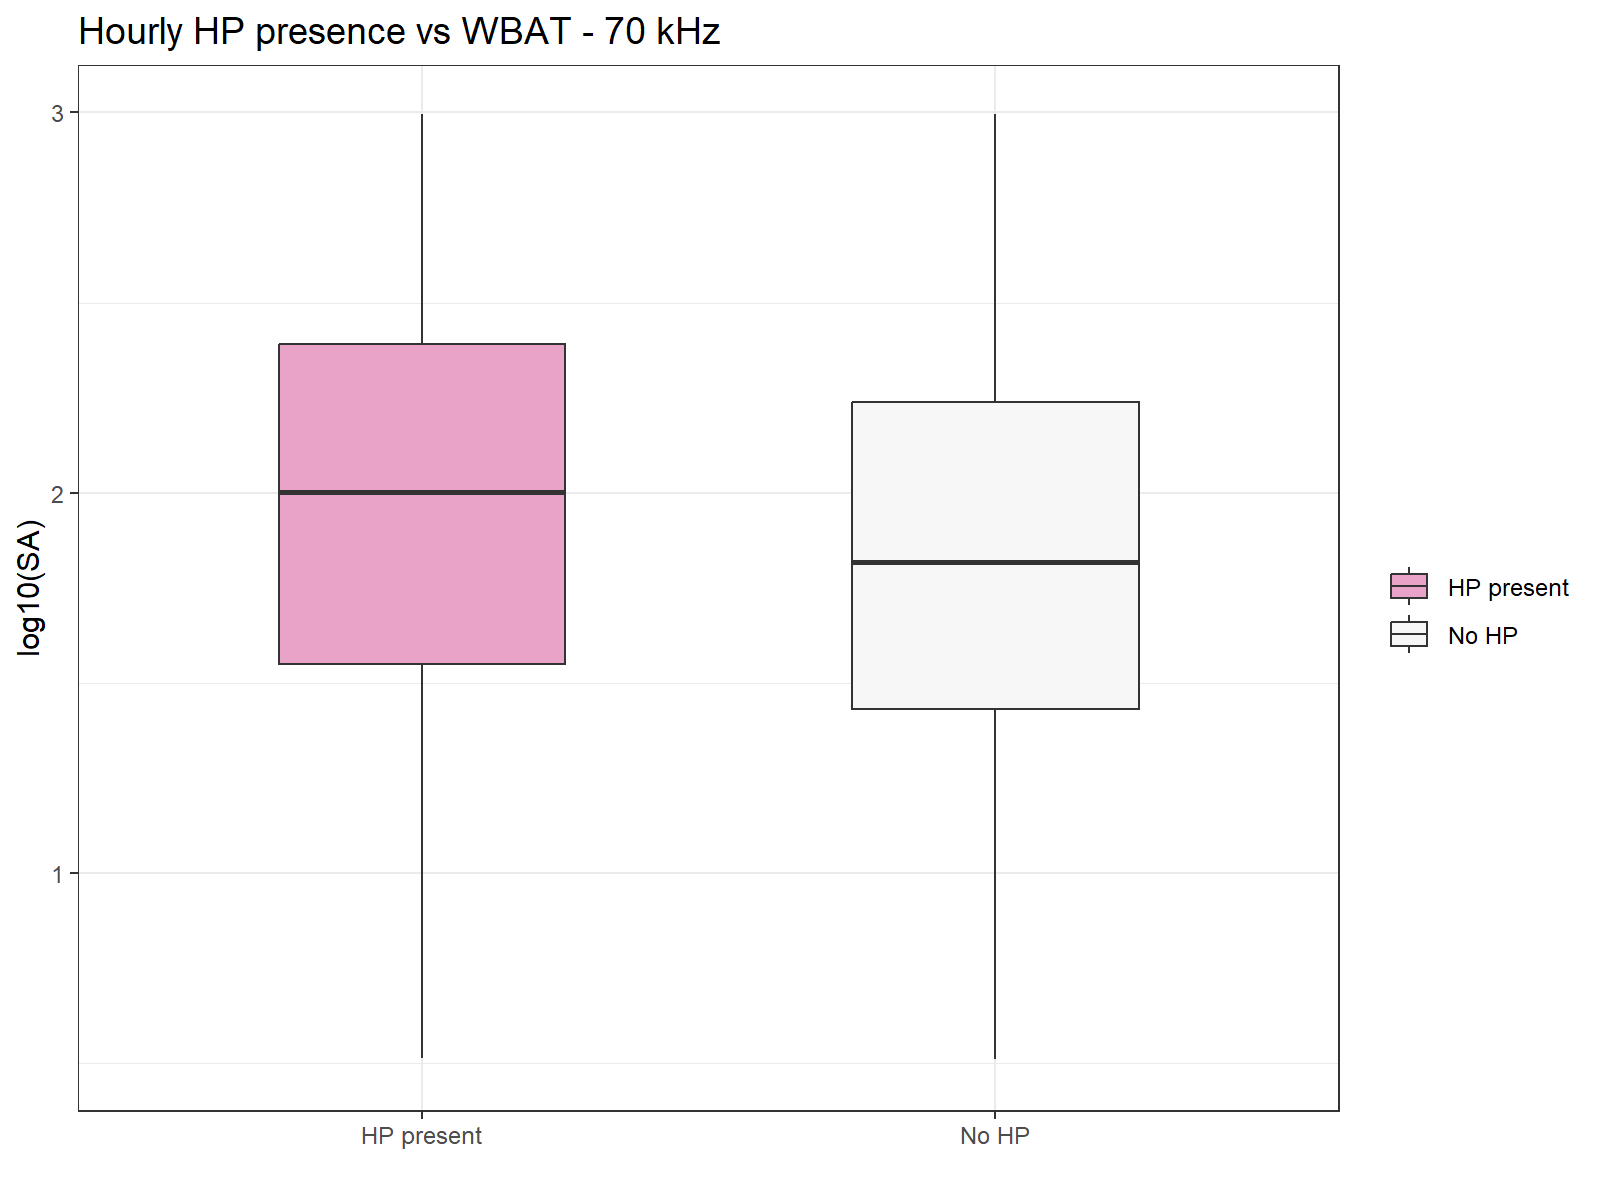 Hourly HP presence vs WBAT - 70 kHz
log10(SA)
3
2
1
HP present
No HP
HP present
No HP